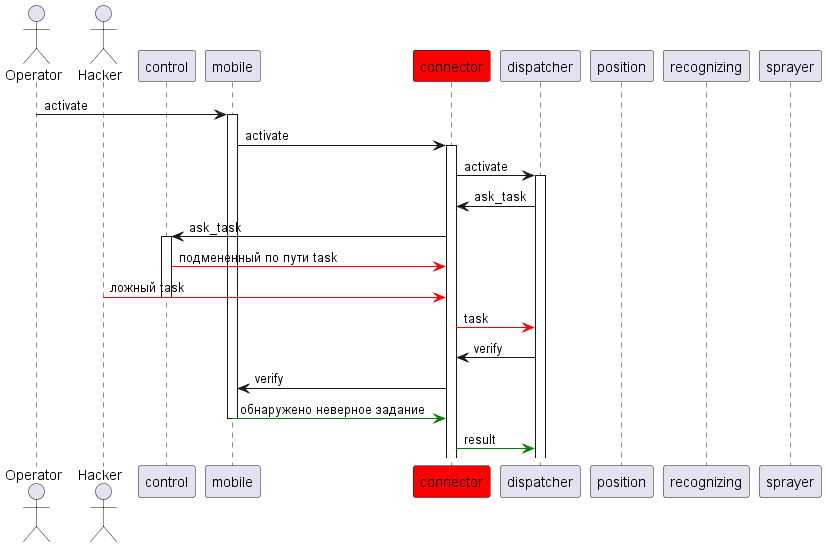 Operator
Hacker
control
mobile
connector
dispatcher
position
recognizing
sprayer
activate
activate
activate
ask_task
ask_task
подмененный по пути task
ложный task
task
verify
verify
обнаружено неверное задание
result
Operator
Hacker
control
mobile
connector
dispatcher
position
recognizing
sprayer